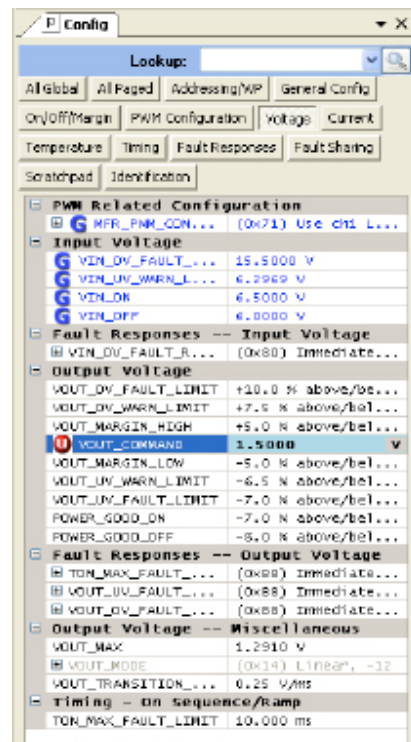 Config
Lookup:
All Global All Paged Addressing/WP General Config
On/Off/Margin PWM Configuration Voltage Current
Temperature Timing Fault Responses Fault Sharing
Scratchpad Identification
PWM Related Configuration
G MFR_PWM_CON... (0x71) Use ch1 L...
Input Voltage
G VIN_OV_FAULT_... 15.5000 V
G VIN_UV_WARN_L... 6.2969 V
G VIN_ON 6.5000 V
G VIN_OFF 6.0000 V
Fault Responses -- Input Voltage
VIN_OV_FAULT_R... (0x80) Immediate...
Output Voltage
VOUT_OV_FAULT_LIMIT +10.0 % above/be...
VOUT_OV_WARN_LIMIT +7.5 % above/bel...
VOUT_MARGIN_HIGH +5.0 % above/bel...
U VOUT_COMMAND 1.5000 V
VOUT_MARGIN_LOW -5.0 % above/bel...
VOUT_UV_WARN_LIMIT -6.5 % above/bel...
VOUT_UV_FAULT_LIMIT -7.0 % above/bel...
POWER_GOOD_ON -7.0 % above/bel...
POWER_GOOD_OFF -8.0 % above/bel...
Fault Responses -- Output Voltage
TON_MAX_FAULT_... (0xB8) Immediate...
VOUT_UV_FAULT_... (0xB8) Immediate...
VOUT_OV_FAULT_... (0xB8) Immediate...
Output Voltage -- Miscellaneous
VOUT_MAX 1.2910 V
VOUT_MODE (0x14) Linear, -12
VOUT_TRANSITION_... 0.25 V/ms
Timing - On Sequence/Ramp
TON_MAX_FAULT_LIMIT 10.000 ms